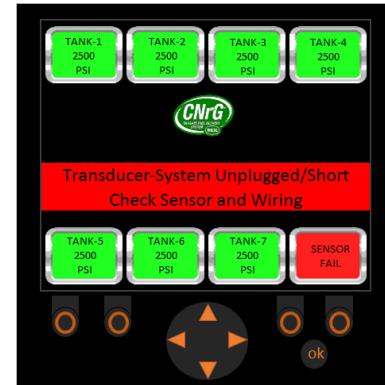 TANK-1 TANK-2 TANK-3 TANK-4
2500 2500 2500 2500
PSI PSI PSI PSI
CNrG
NEIL
Transducer-System Unplugged/Short
Check Sensor and Wiring
TANK-5 TANK-6 TANK-7 SENSOR
2500 2500 2500 FAIL
PSI PSI PSI
ok